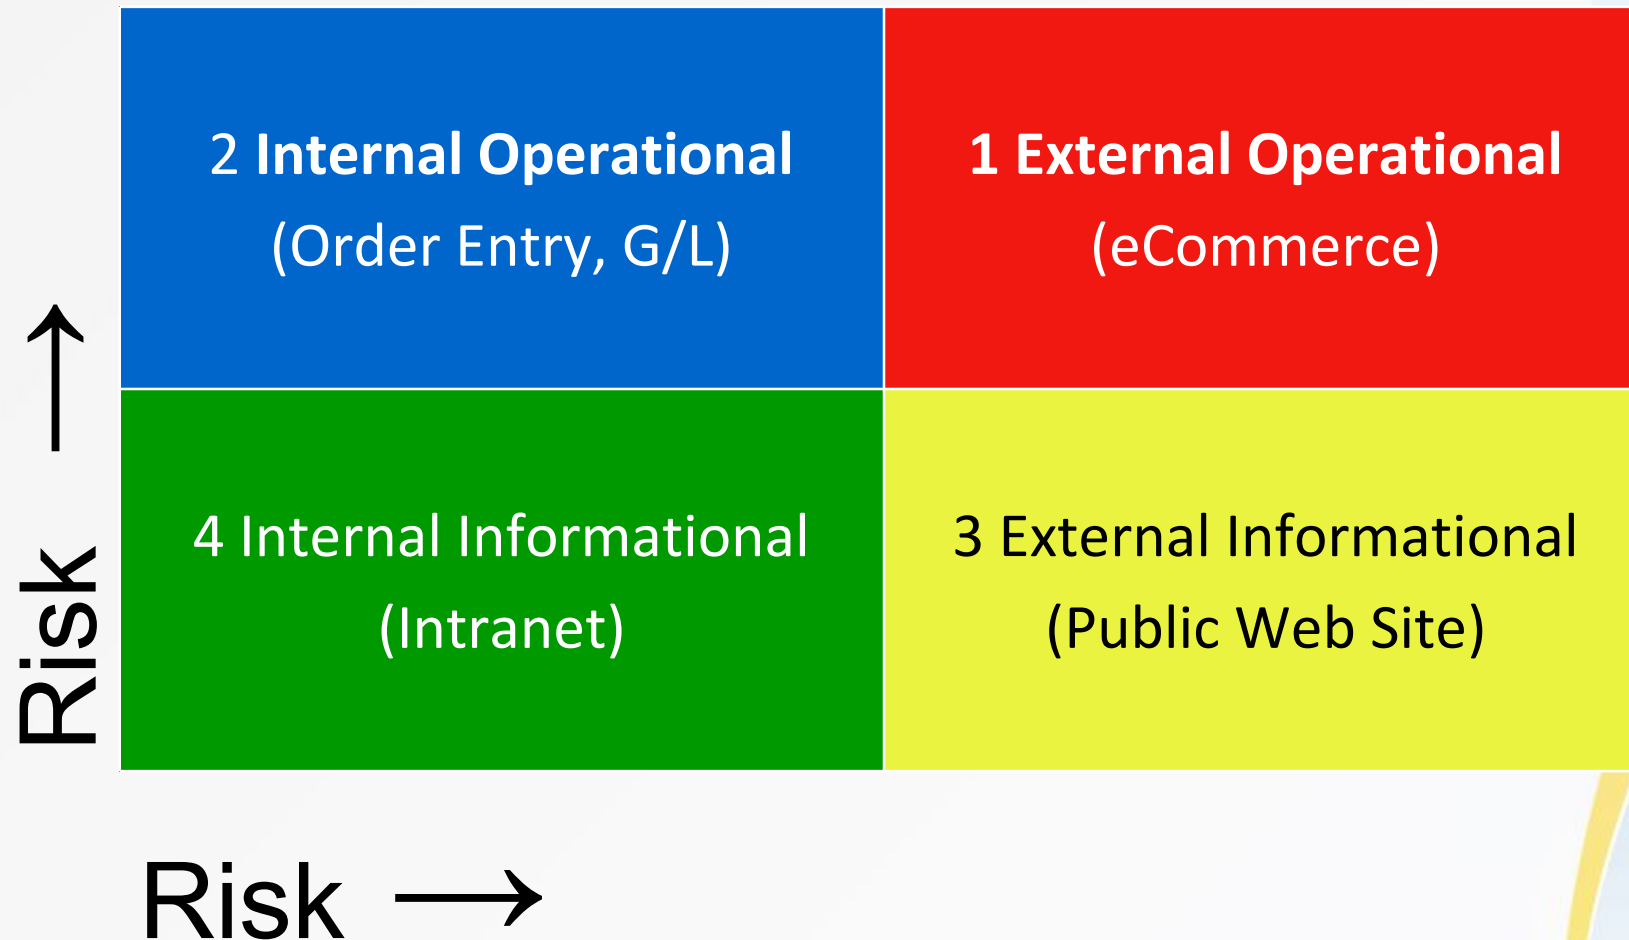 2 Internal Operational
(Order Entry, G/L)
1 External Operational
(eCommerce)
4 Internal Informational
(Intranet)
3 External Informational
(Public Web Site)
Risk →
Risk →